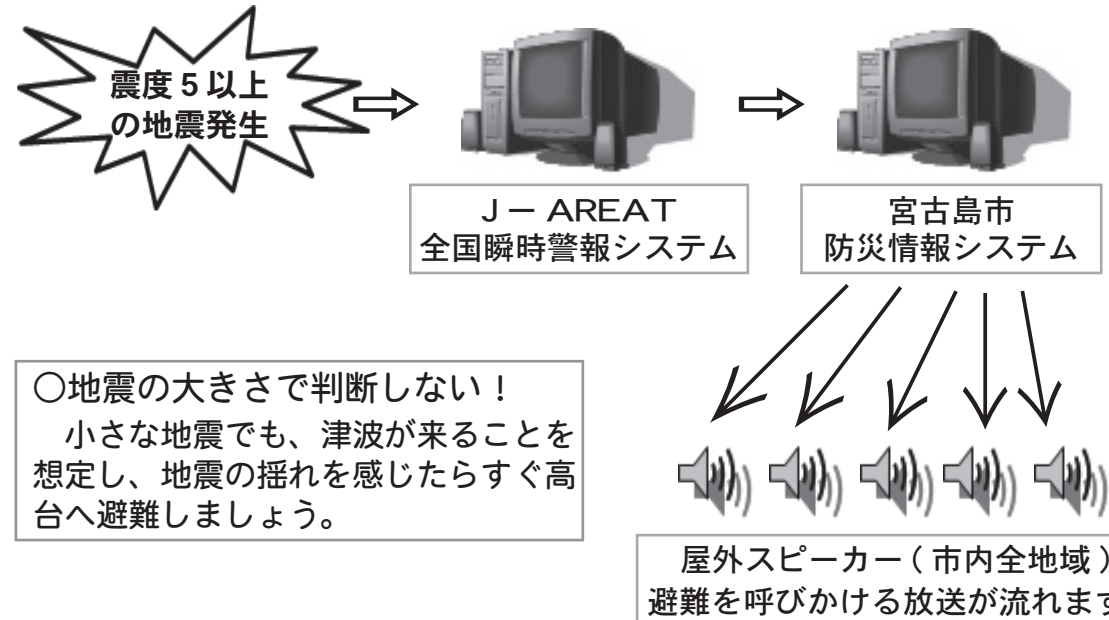 震度５以上
の地震発生
Ｊ－ＡＲＥＡＴ
全国瞬時警報システム
宮古島市
防災情報システム
○地震の大きさで判断しない！
　小さな地震でも、津波が来ることを
想定し、地震の揺れを感じたらすぐ高
台へ避難しましょう。
屋外スピーカー（市内全地域）
避難を呼びかける放送が流れます